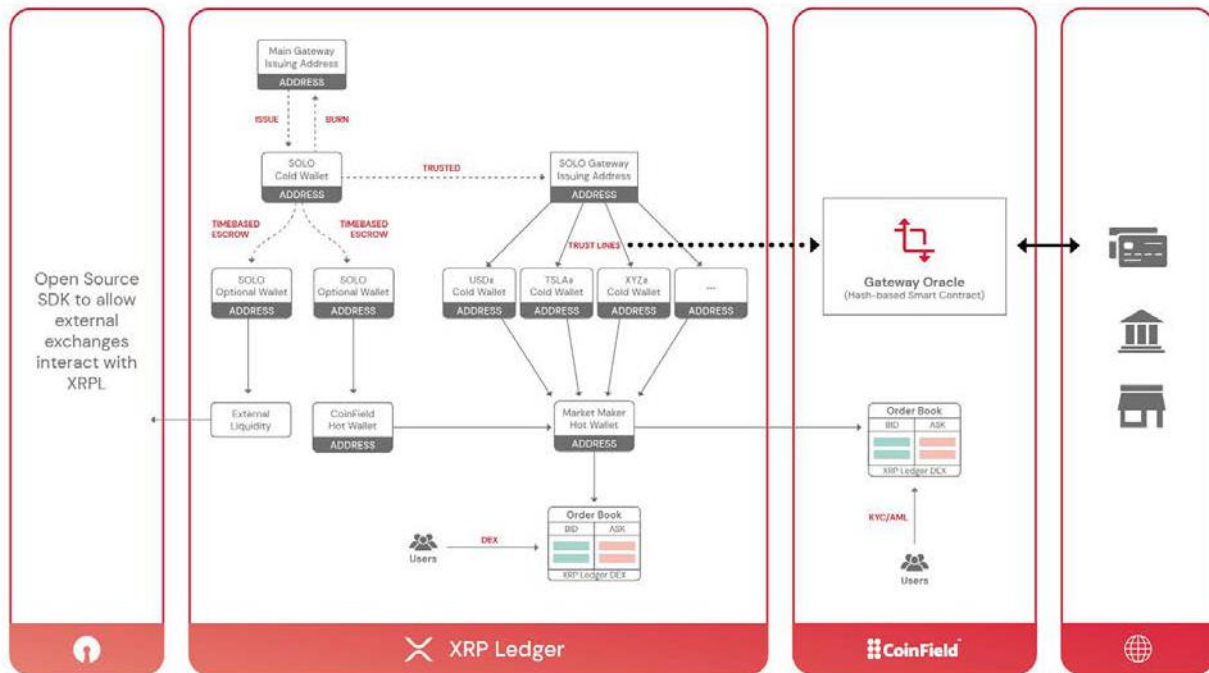 Open Source
SDK to allow
external
exchanges
interact with
XRPL
Main Gateway
Issuing Address
ADDRESS
ISSUE
BURN
SOLO
Cold Wallet
ADDRESS
TRUSTED
SOLO Gateway
Issuing Address
ADDRESS
TIMEBASED
ESCROW
TIMEBASED
ESCROW
TRUST LINES
SOLO
Optional Wallet
ADDRESS
SOLO
Optional Wallet
ADDRESS
USDs
Cold Wallet
ADDRESS
TSLAs
Cold Wallet
ADDRESS
XYZs
Cold Wallet
ADDRESS
...
ADDRESS
External
Liquidity
CoinField
Hot Wallet
ADDRESS
Market Maker
Hot Wallet
ADDRESS
Users
DEX
Order Book
BID ASK
XRP Ledger DEX
XRP Ledger
Gateway Oracle
(Hash-based Smart Contract)
Order Book
BID ASK
XRP Ledger DEX
KYC/AML
Users
CoinField